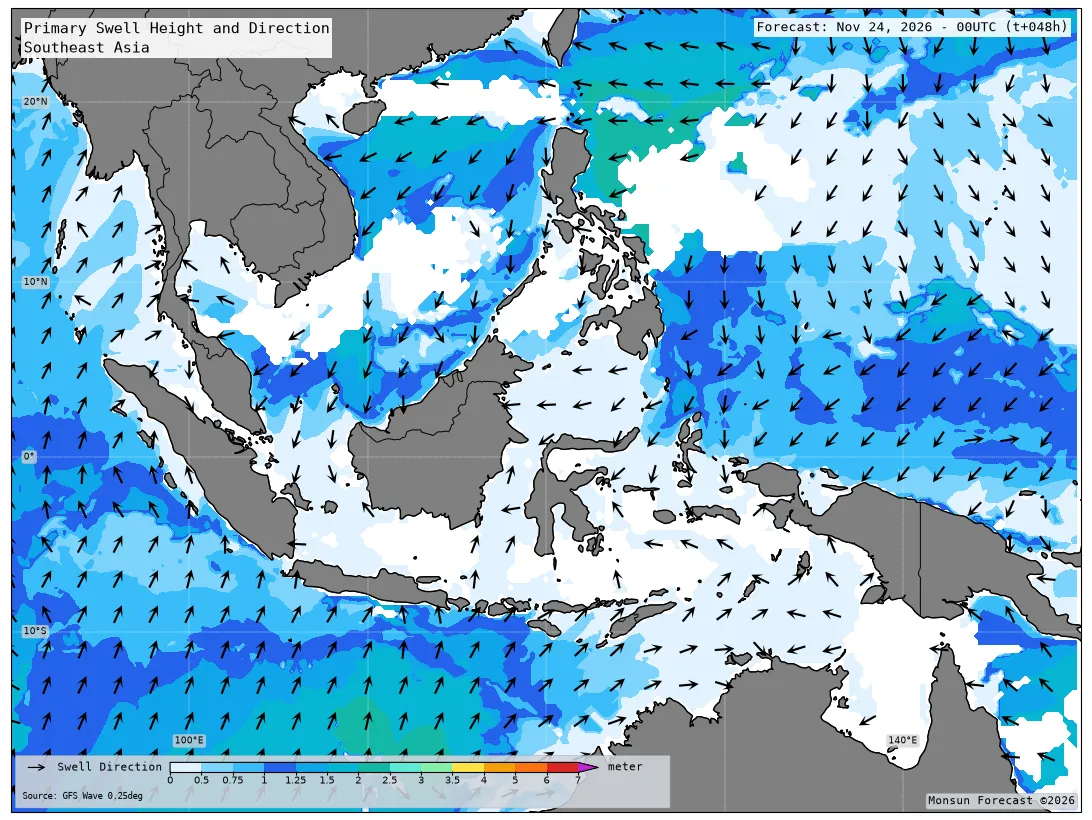 Primary Swell Height and Direction
Southeast Asia
Forecast: Nov 24, 2026 - 00UTC (t+048h)
20°N
10°N
0°
10°S
100°E
140°E
Swell Direction
0 0.5 0.75 1 1.25 1.5 2 2.5 3 3.5 4 5 6 7
meter
Source: GFS Wave 0.25deg
Monsun Forecast ©2026